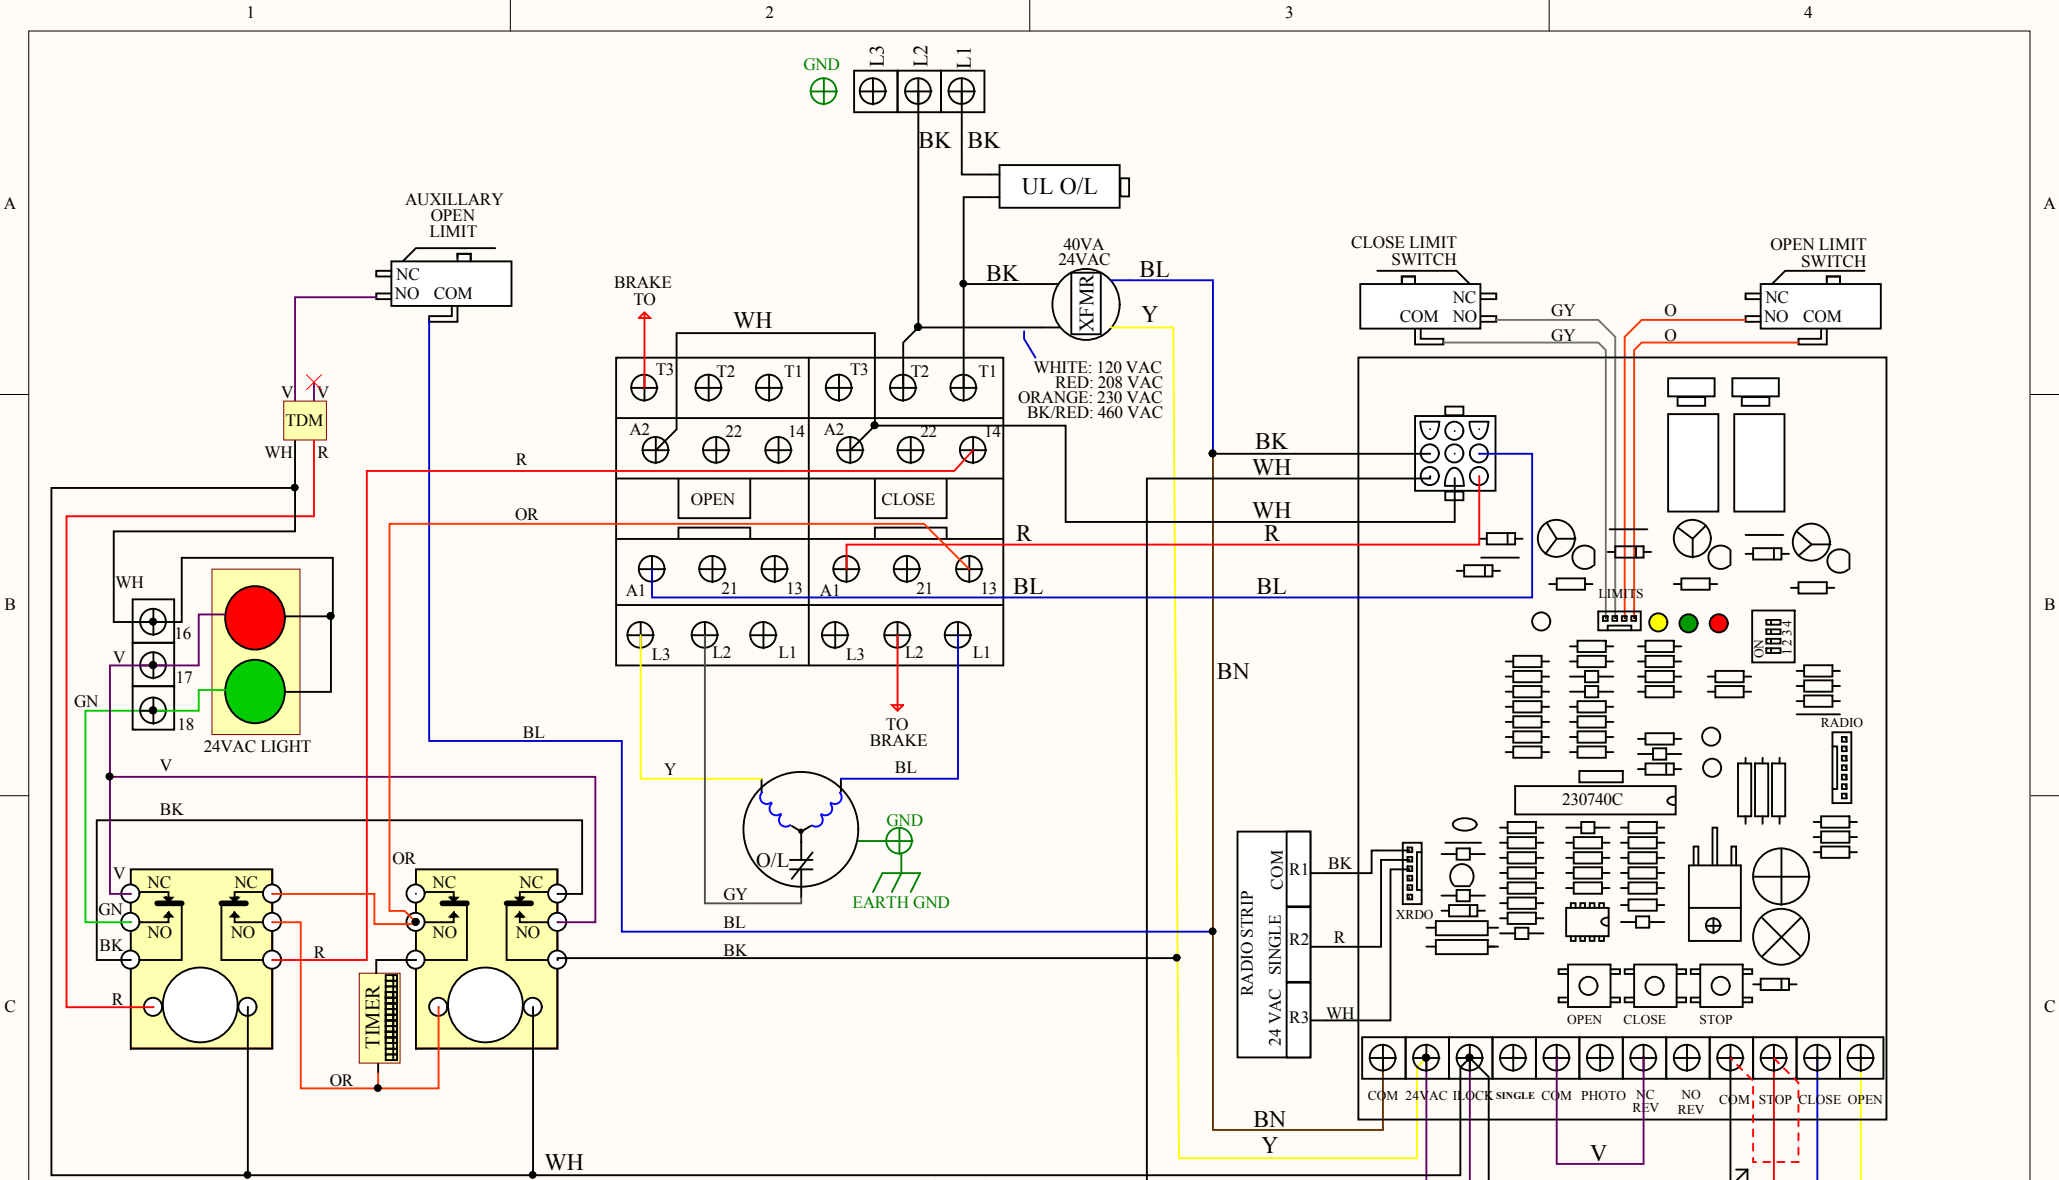 1
2
3
4
A
A
B
B
C
C
GND
L3
L2
L1
BK
BK
UL O/L
AUXILLARY
OPEN
LIMIT
NC
NO
COM
40VA
24VAC
XFMR
BK
BL
Y
WHITE: 120 VAC
RED: 208 VAC
ORANGE: 230 VAC
BK/RED: 460 VAC
CLOSE LIMIT
SWITCH
NC
NO
COM
GY
GY
O
O
OPEN LIMIT
SWITCH
NC
NO
COM
BRAKE
TO
WH
T3
T2
T1
T3
T2
T1
A2
22
14
A2
22
14
OPEN
CLOSE
A1
21
13
A1
21
13
L3
L2
L1
L3
L2
L1
V
V
TDM
WH
R
R
OR
WH
16
V
17
GN
18
24VAC LIGHT
V
BK
BL
Y
BL
TO
BRAKE
O/L
GND
EARTH GND
GY
BL
BK
OR
V
GN
BK
NC
NO
NC
NO
R
R
NC
NO
NC
NO
TIMER
OR
WH
BK
WH
WH
R
R
BL
BL
BN
BN
Y
LIMITS
ON
1 2 3 4
RADIO
230740C
RADIO STRIP
24 VAC
SINGLE
COM
R1
R2
R3
BK
R
WH
XRDO
OPEN
CLOSE
STOP
COM
24VAC
ILOCK
SINGLE
COM
PHOTO
NC
REV
NO
REV
COM
STOP
CLOSE
OPEN
V